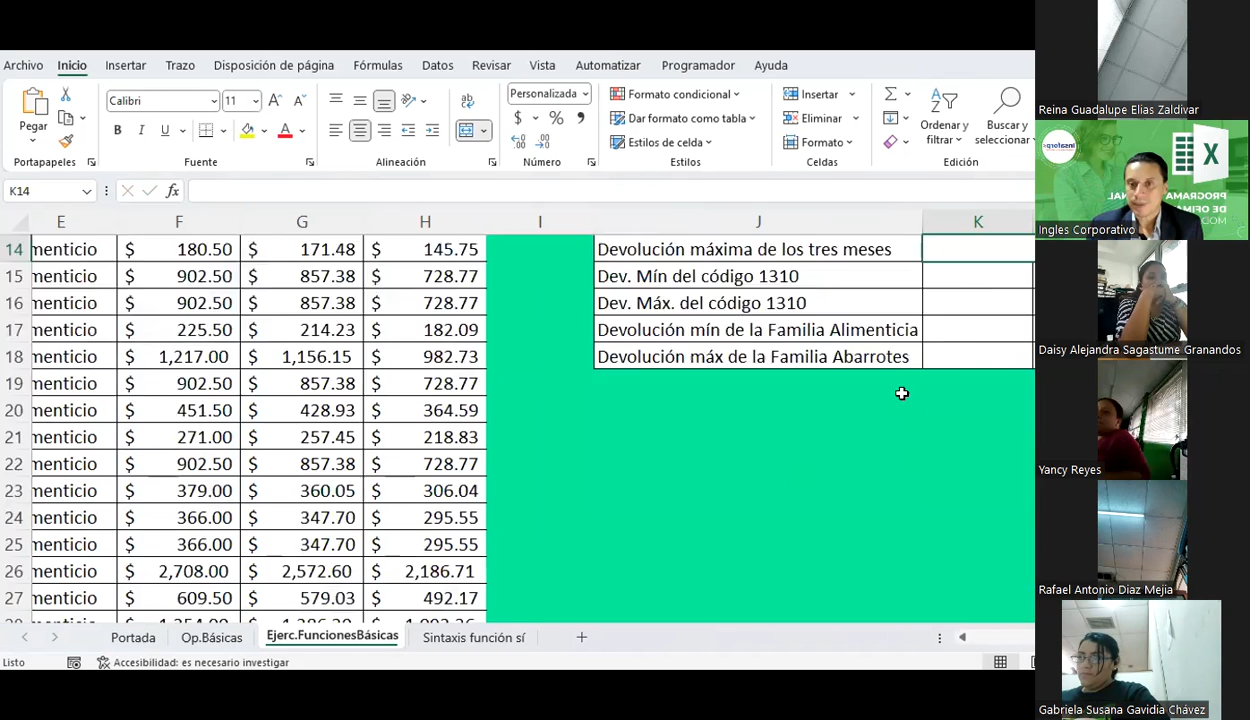 Archivo Inicio Insertar Trazo Disposición de página Fórmulas Datos Revisar Vista Automatizar Programador Ayuda
Pegar
Portapapeles
Calibri 11
N K S
Fuente
Alineación
Personalizada
$ % ,
Número
Formato condicional
Dar formato como tabla
Estilos de celda
Estilos
Insertar
Eliminar
Formato
Celdas
Ordenar y filtrar
Buscar y seleccionar
Edición
K14 fx
E F G H I J K
14 menticio $ 180.50 $ 171.48 $ 145.75 Devolución máxima de los tres meses
15 menticio $ 902.50 $ 857.38 $ 728.77 Dev. Mín del código 1310
16 menticio $ 902.50 $ 857.38 $ 728.77 Dev. Máx. del código 1310
17 menticio $ 225.50 $ 214.23 $ 182.09 Devolución mín de la Familia Alimenticia
18 menticio $ 1,217.00 $ 1,156.15 $ 982.73 Devolución máx de la Familia Abarrotes
19 menticio $ 902.50 $ 857.38 $ 728.77
20 menticio $ 451.50 $ 428.93 $ 364.59
21 menticio $ 271.00 $ 257.45 $ 218.83
22 menticio $ 902.50 $ 857.38 $ 728.77
23 menticio $ 379.00 $ 360.05 $ 306.04
24 menticio $ 366.00 $ 347.70 $ 295.55
25 menticio $ 366.00 $ 347.70 $ 295.55
26 menticio $ 2,708.00 $ 2,572.60 $ 2,186.71
27 menticio $ 609.50 $ 579.03 $ 492.17
Portada Op.Básicas Ejerc.FuncionesBásicas Sintaxis función sí
Listo Accesibilidad: es necesario investigar
Reina Guadalupe Elias Zaldivar
Ingles Corporativo
Daisy Alejandra Sagastume Granandos
Yancy Reyes
Rafael Antonio Diaz Mejia
Gabriela Susana Gavidia Chávez